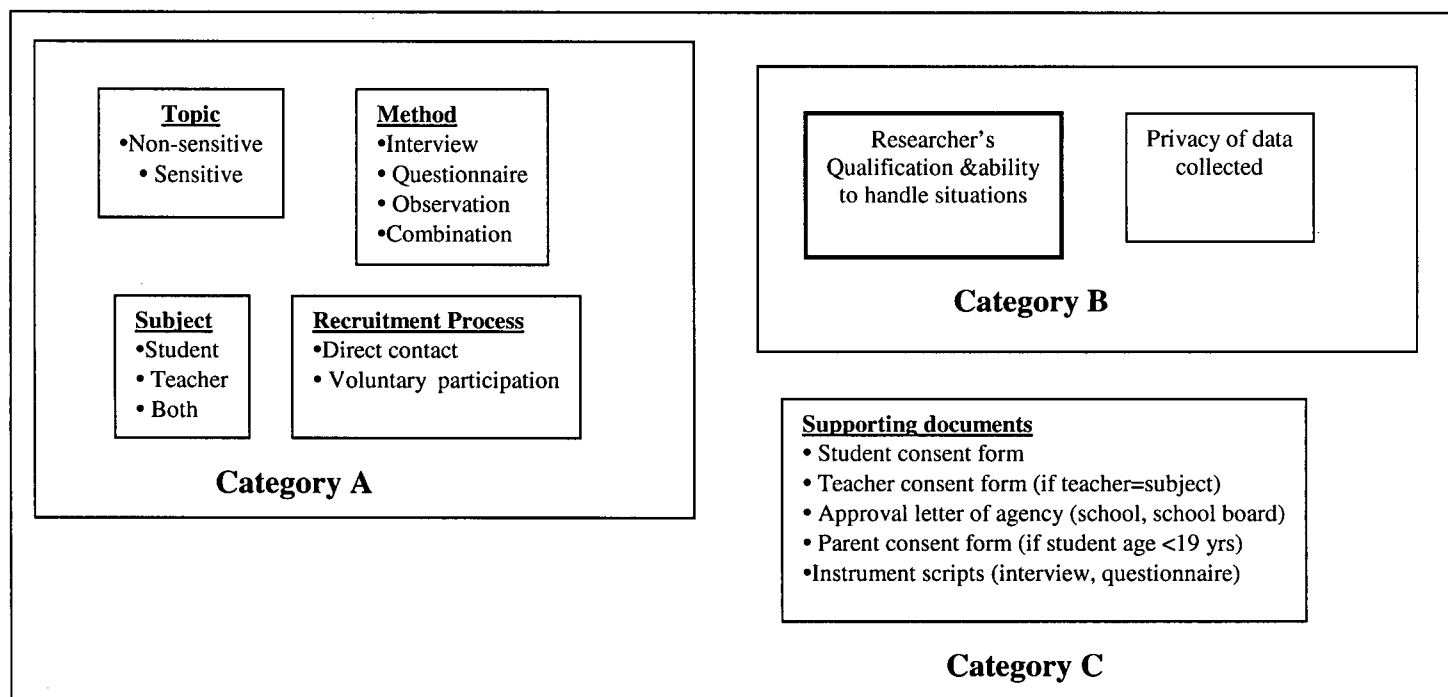 Topic
•Non-sensitive
• Sensitive
Method
•Interview
• Questionnaire
• Observation
•Combination
Subject
•Student
• Teacher
• Both
Recruitment Process
•Direct contact
• Voluntary participation
Category A
Researcher's
Qualification &ability
to handle situations
Privacy of data
collected
Category B
Supporting documents
• Student consent form
• Teacher consent form (if teacher=subject)
• Approval letter of agency (school, school board)
• Parent consent form (if student age <19 yrs)
•Instrument scripts (interview, questionnaire)
Category C